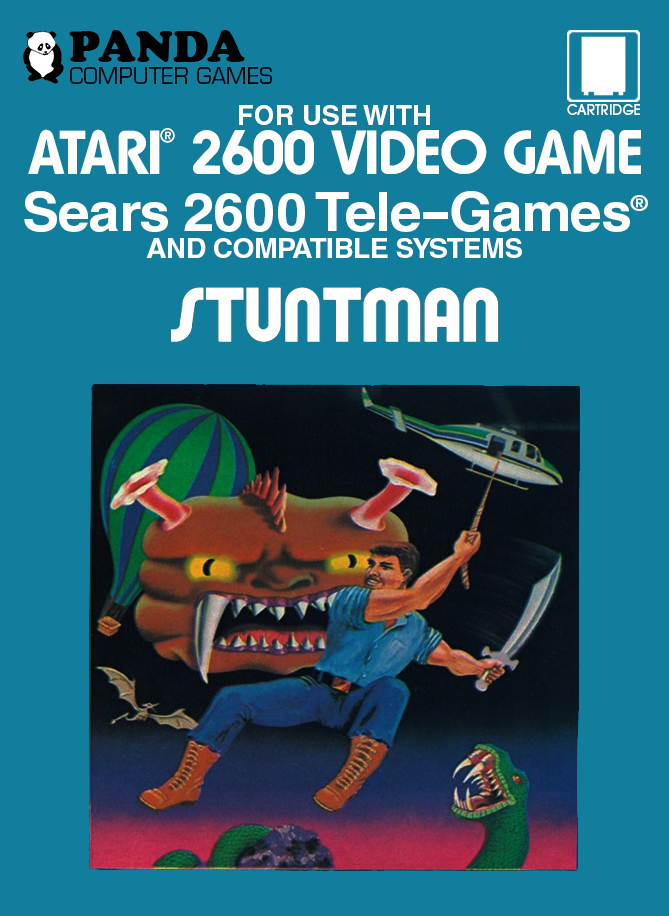 PANDA
COMPUTER GAMES
CARTRIDGE
FOR USE WITH
ATARI® 2600 VIDEO GAME
Sears 2600 Tele-Games®
AND COMPATIBLE SYSTEMS
STUNTMAN